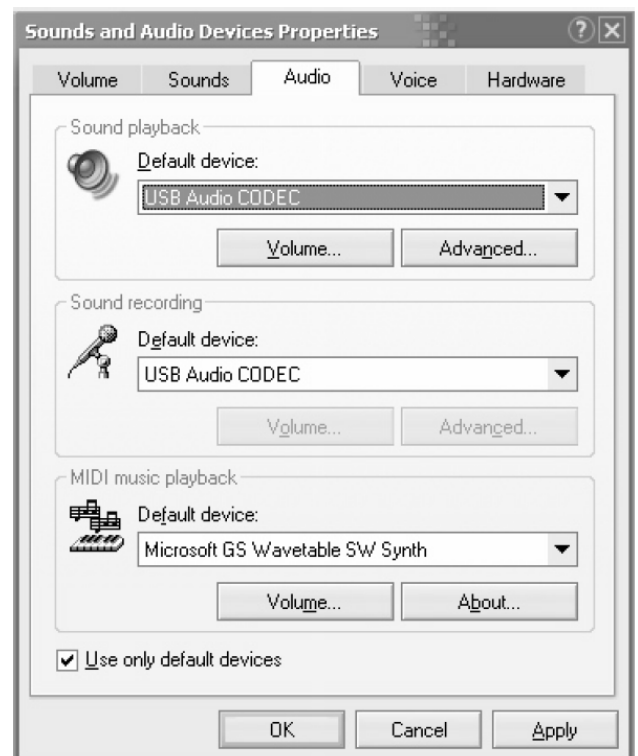 Sounds and Audio Devices Properties
Volume Sounds Audio Voice Hardware
Sound playback
Default device:
USB Audio CODEC
Volume... Advanced...
Sound recording
Default device:
USB Audio CODEC
Volume... Advanced...
MIDI music playback
Default device:
Microsoft GS Wavetable SW Synth
Volume... About...
Use only default devices
OK Cancel Apply